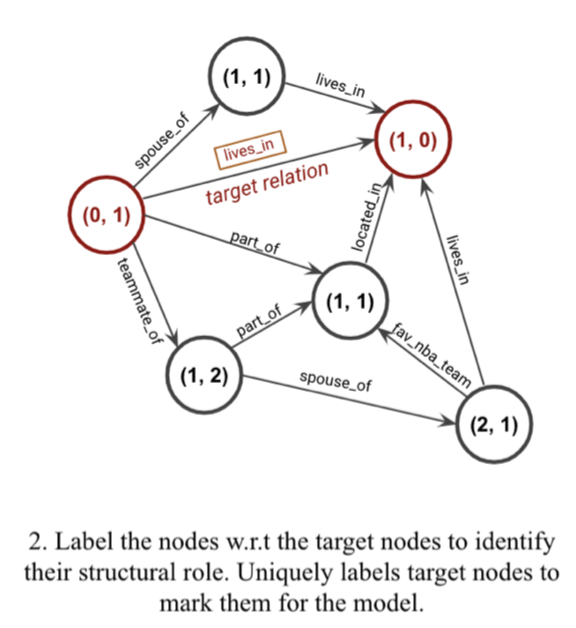 (1, 1)
lives_in
spouse_of
lives_in
(1, 0)
target relation
(0, 1)
part_of
located_in
lives_in
teammate_of
part_of
(1, 1)
fav_nba_team
(1, 2)
spouse_of
(2, 1)
2. Label the nodes w.r.t the target nodes to identify
their structural role. Uniquely labels target nodes to
mark them for the model.